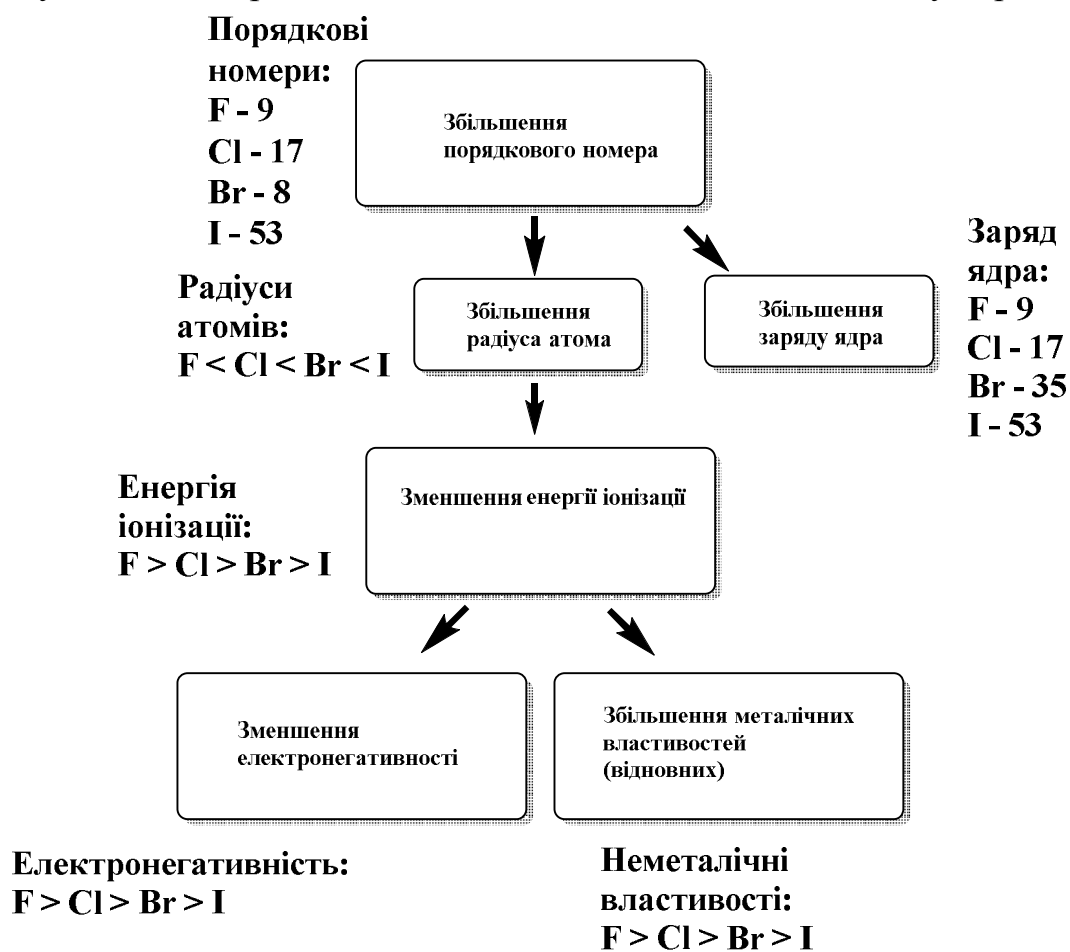 Порядкові
номери:
F - 9
Cl - 17
Br - 8
I - 53
Збільшення
порядкового номера
Заряд
ядра:
F - 9
Cl - 17
Br - 35
I - 53
Радіуси
атомів:
F < Cl < Br < I
Збільшення
радіуса атома
Збільшення
заряду ядра
Енергія
іонізації:
F > Cl > Br > I
Зменшення енергії іонізації
Зменшення
електронегативності
Збільшення металічних
властивостей
(відновних)
Електронегативність:
F > Cl > Br > I
Неметалічні
властивості:
F > Cl > Br > I